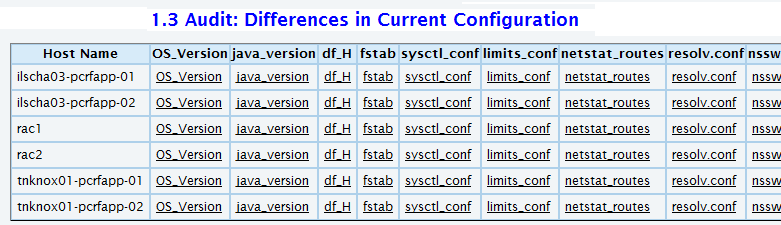 1.3 Audit: Differences in Current Configuration
Host Name OS_Version java_version df_H fstab sysctl_conf limits_conf netstat_routes resolv.conf nssw
ilscha03-pcrfapp-01 OS_Version java_version df_H fstab sysctl_conf limits_conf netstat_routes resolv.conf nssw
ilscha03-pcrfapp-02 OS_Version java_version df_H fstab sysctl_conf limits_conf netstat_routes resolv.conf nssw
rac1 OS_Version java_version df_H fstab sysctl_conf limits_conf netstat_routes resolv.conf nssw
rac2 OS_Version java_version df_H fstab sysctl_conf limits_conf netstat_routes resolv.conf nssw
tnknox01-pcrfapp-01 OS_Version java_version df_H fstab sysctl_conf limits_conf netstat_routes resolv.conf nssw
tnknox01-pcrfapp-02 OS_Version java_version df_H fstab sysctl_conf limits_conf netstat_routes resolv.conf nssw